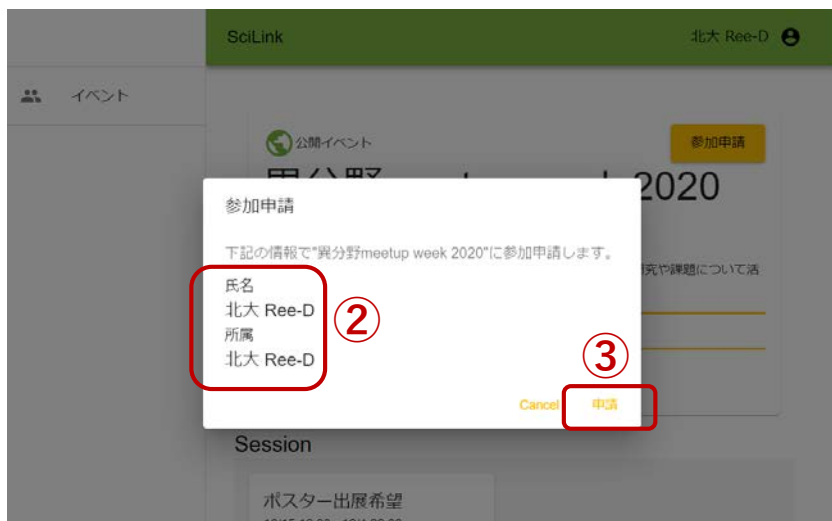 SciLink
北大 Ree-D
イベント
公開イベント
参加申請
2020
参加申請
下記の情報で"異分野meetup week 2020"に参加申請します。
究や課題について活
氏名
北大 Ree-D
所属
北大 Ree-D
②
③
Cancel
申請
Session
ポスター出展希望